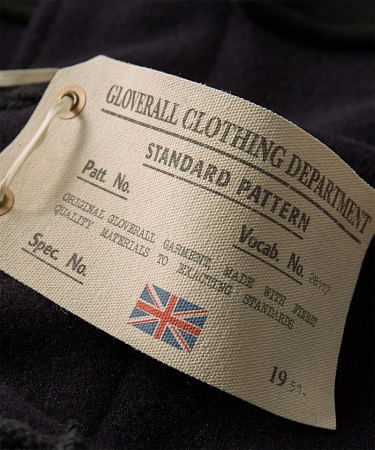 GLOVERALL CLOTHING DEPARTMENT
STANDARD PATTERN
Patt. No.
Vocab. No.
ORIGINAL GLOVERALL GARMENT, MADE WITH FINEST
QUALITY MATERIALS TO EXACTING STANDARDS
Spec. No.
19 51.